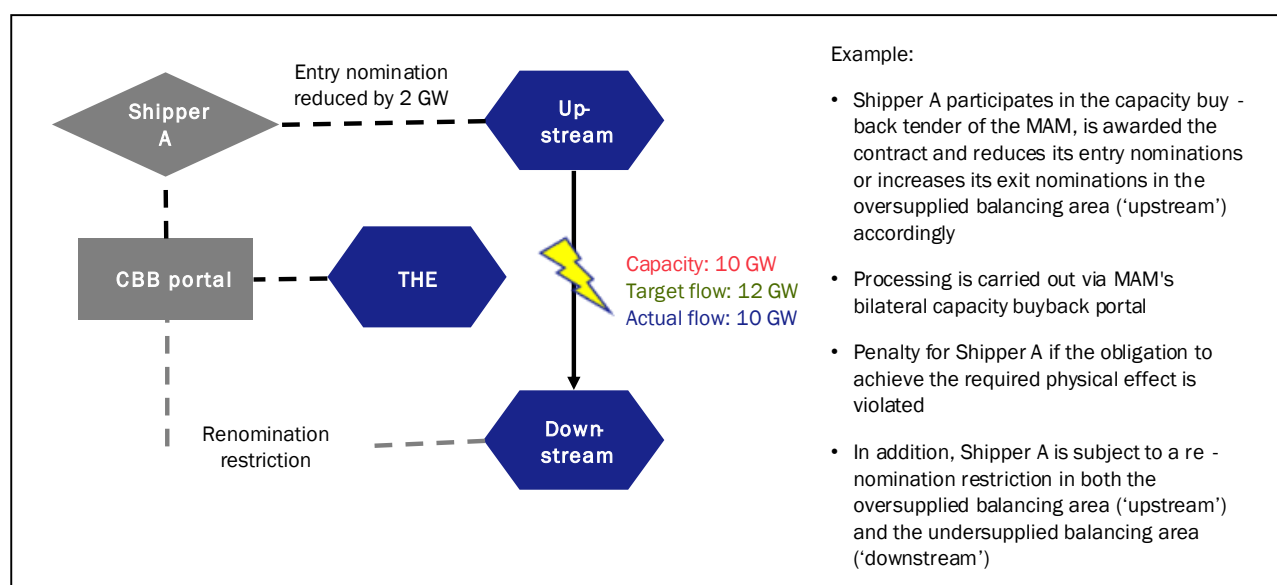 Entry nomination
reduced by 2 GW
Shipper
A
Up-
stream
CBB portal
THE
Capacity: 10 GW
Target flow: 12 GW
Actual flow: 10 GW
Renomination
restriction
Down-
stream
Example:
• Shipper A participates in the capacity buy -
back tender of the MAM, is awarded the
contract and reduces its entry nominations
or increases its exit nominations in the
oversupplied balancing area (‘upstream’)
accordingly
• Processing is carried out via MAM's
bilateral capacity buyback portal
• Penalty for Shipper A if the obligation to
achieve the required physical effect is
violated
• In addition, Shipper A is subject to a re -
nomination restriction in both the
oversupplied balancing area (‘upstream’)
and the undersupplied balancing area
(‘downstream’)